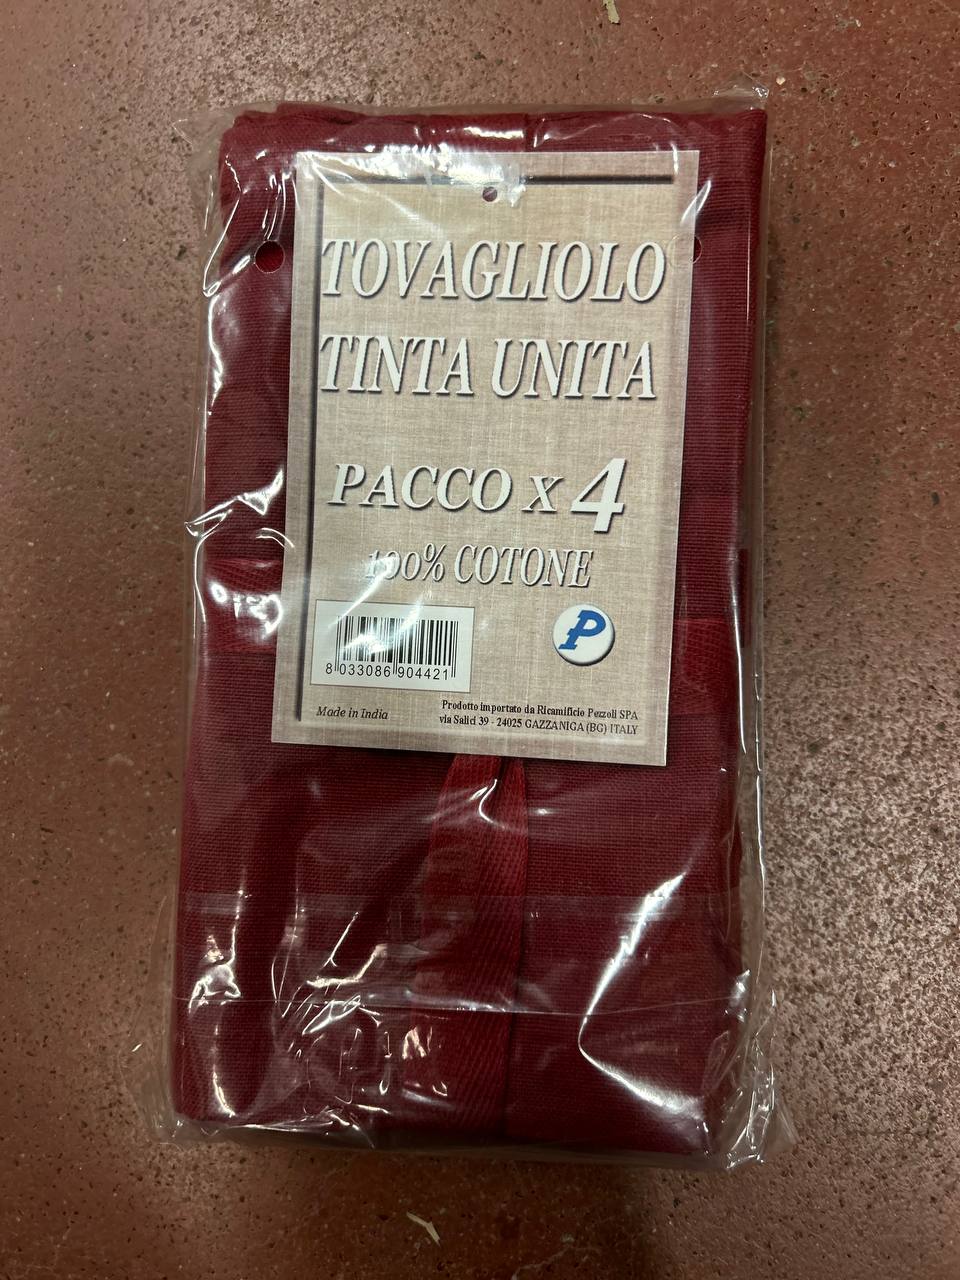 TOVAGLIOLO
TINTA UNITA
PACCO x 4
100% COTONE
8 033086 904421
P
Made in India
Prodotto importato da Ricamificio Pezzoli SPA
via Salici 39 - 24025 GAZZANIGA (BG) ITALY